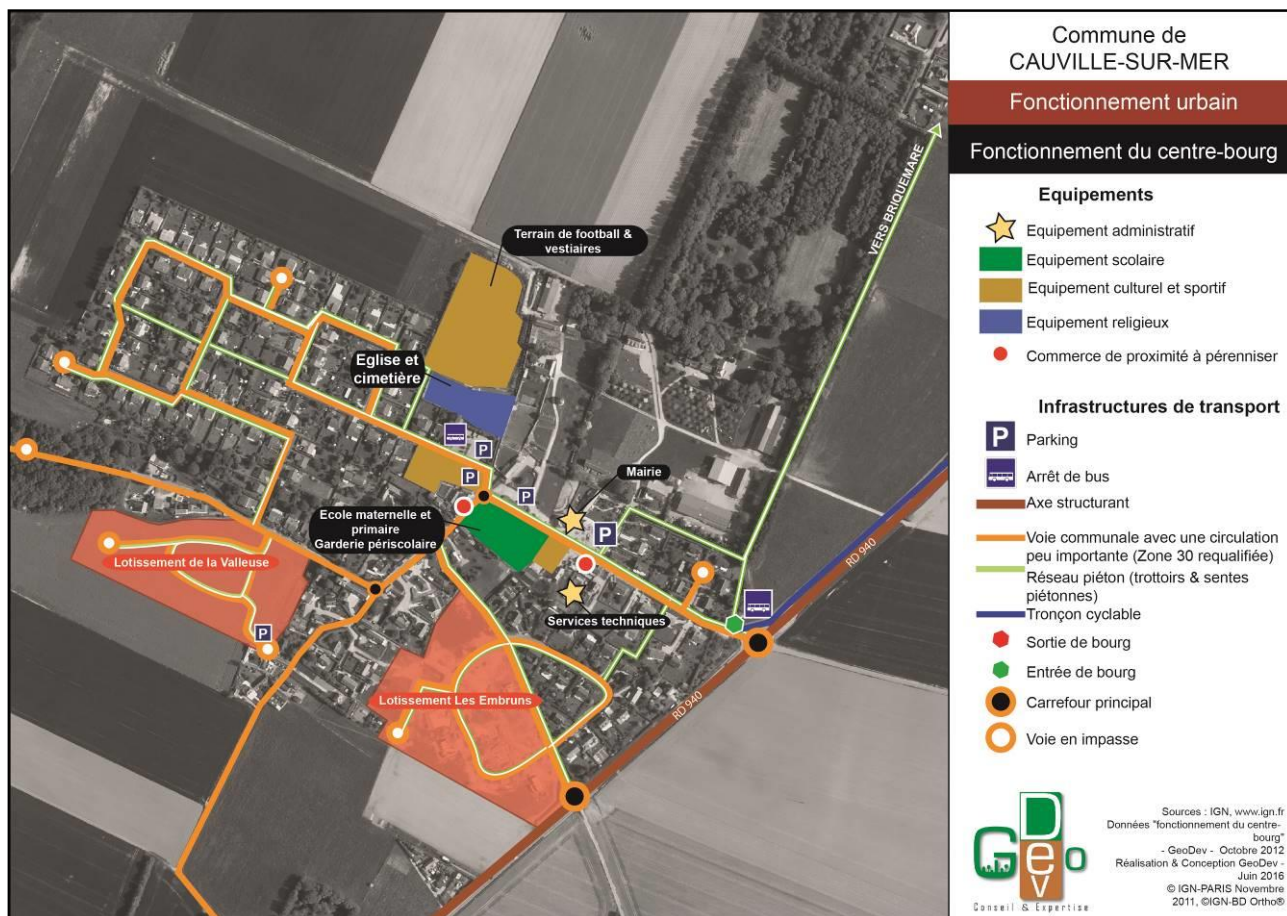 Commune de
CAUVILLE-SUR-MER
Fonctionnement urbain
Fonctionnement du centre-bourg
Equipements
Equipement administratif
Equipement scolaire
Equipement culturel et sportif
Equipement religieux
Commerce de proximité à pérenniser
Infrastructures de transport
P
Parking
Arrêt de bus
Axe structurant
Voie communale avec une circulation
peu importante (Zone 30 requalifiée)
Réseau piéton (trottoirs & sentes
piétonnes)
Tronçon cyclable
Sortie de bourg
Entrée de bourg
Carrefour principal
Voie en impasse
GeoDev
Conseil & Expertise
Sources : IGN, www.ign.fr
Données "fonctionnement du centre-
bourg"
- GeoDev - Octobre 2012
Réalisation & Conception GeoDev -
Juin 2016
© IGN-PARIS Novembre
2011, ©IGN-BD Ortho®
VERS BRIQUEMARE
Terrain de football &
vestiaires
Eglise et
cimetière
P
P
P
Mairie
P
Ecole maternelle et
primaire
Garderie périscolaire
Services techniques
Lotissement de la Valleuse
P
Lotissement Les Embruns
RD 940
RD 940